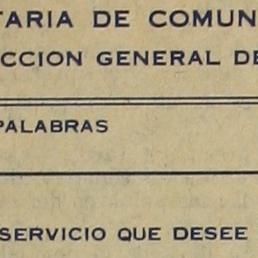 TARIA DE COMUN
CCION GENERAL DE
PALABRAS
SERVICIO QUE DESEE